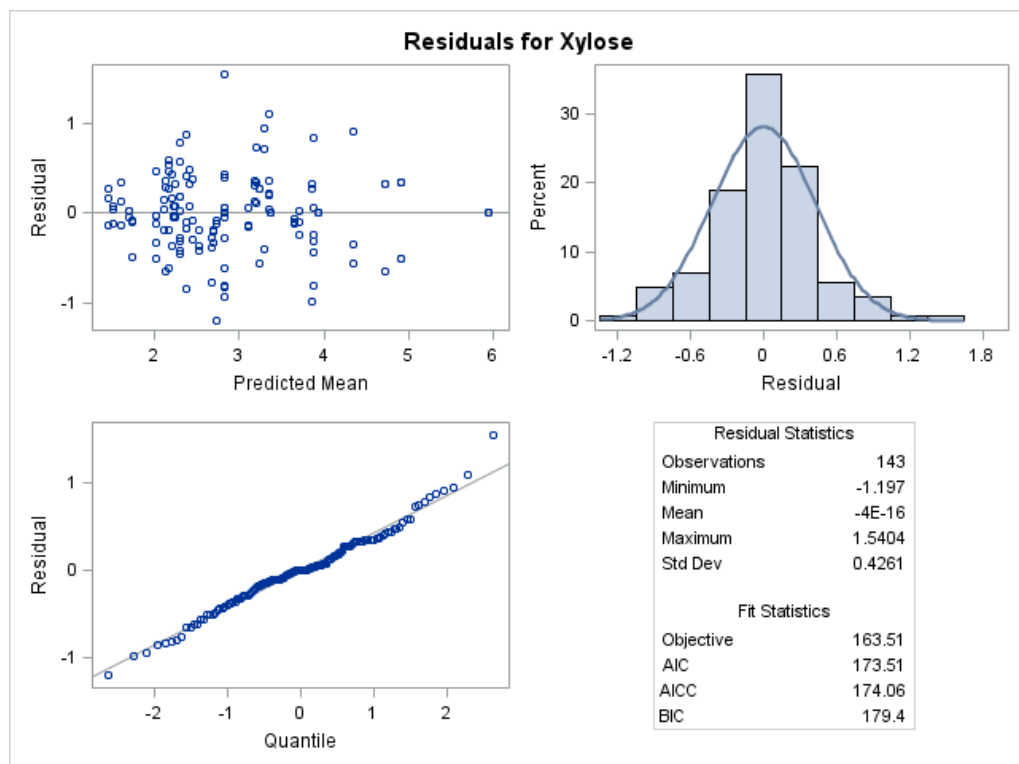 Residuals for Xylose
1
0
-1
Residual
2 3 4 5 6
Predicted Mean
30
20
10
0
Percent
-1.2 -0.6 0 0.6 1.2 1.8
Residual
1
0
-1
Residual
-2 -1 0 1 2
Quantile
Residual Statistics
Observations 143
Minimum -1.197
Mean -4E-16
Maximum 1.5404
Std Dev 0.4261
Fit Statistics
Objective 163.51
AIC 173.51
AICC 174.06
BIC 179.4